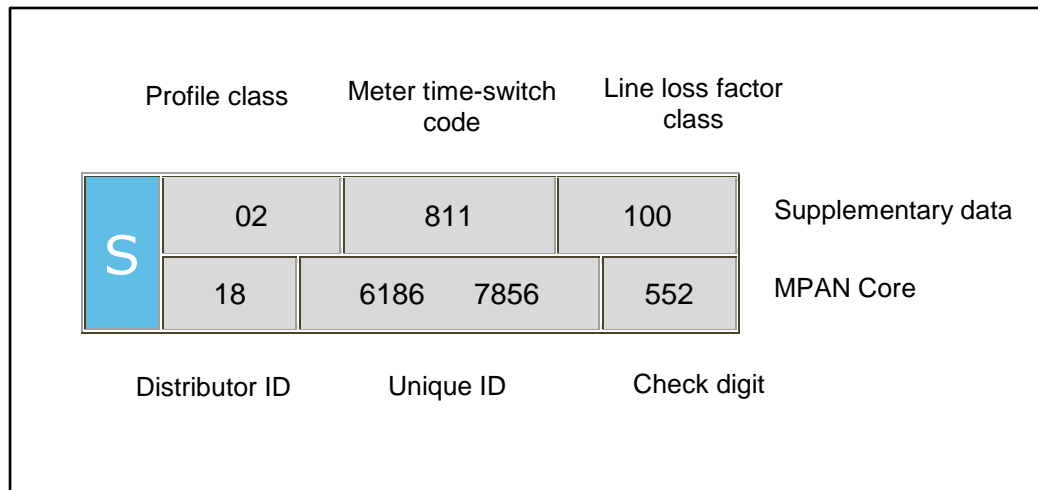 Profile class Meter time-switch code Line loss factor class
S 02 811 100 Supplementary data
18 6186 7856 552 MPAN Core
Distributor ID Unique ID Check digit